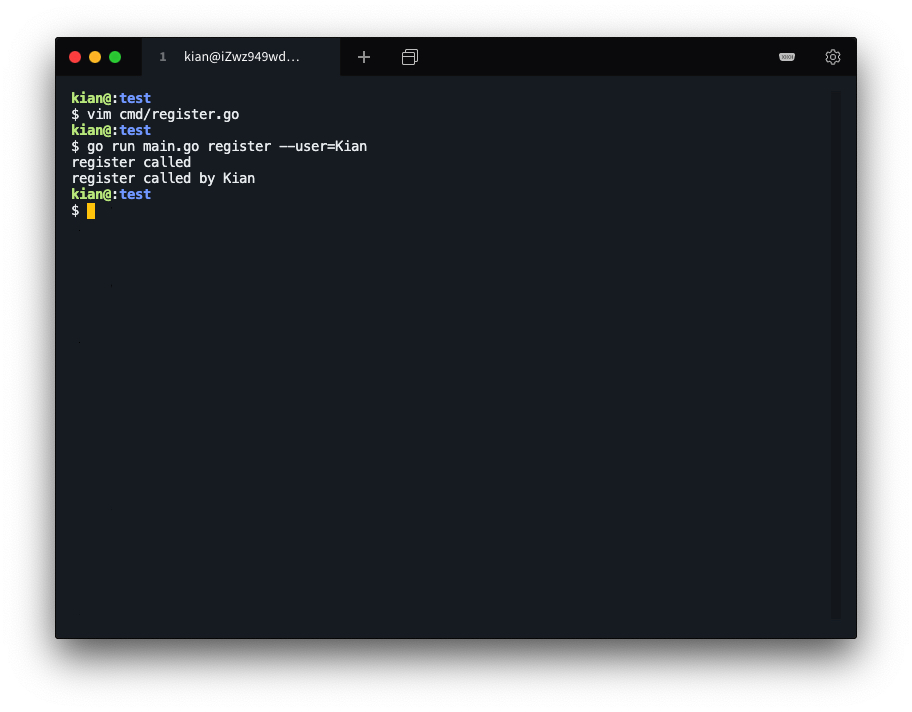 1 kian@iZwz949wd...
kian@:test
$ vim cmd/register.go
kian@:test
$ go run main.go register --user=Kian
register called
register called by Kian
kian@:test
$